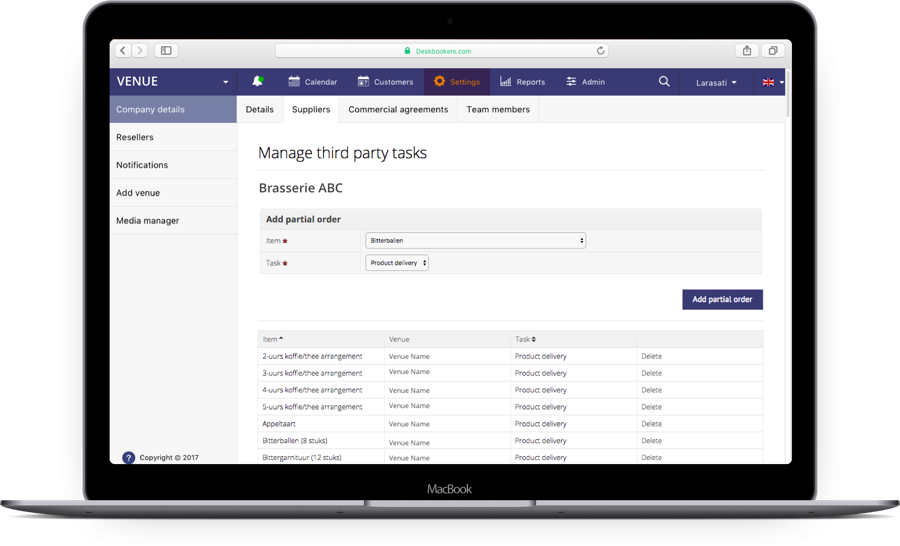 Deskbookers.com
VENUE
Calendar
Customers
Settings
Reports
Admin
Larasati
Company details
Details
Suppliers
Commercial agreements
Team members
Resellers
Notifications
Add venue
Media manager
Manage third party tasks
Brasserie ABC
Add partial order
Item * Bitterballen
Task * Product delivery
Add partial order
Item Venue Task
2-uurs koffie/thee arrangement Venue Name Product delivery Delete
3-uurs koffie/thee arrangement Venue Name Product delivery Delete
4-uurs koffie/thee arrangement Venue Name Product delivery Delete
5-uurs koffie/thee arrangement Venue Name Product delivery Delete
Appeltaart Venue Name Product delivery Delete
Bitterballen (8 stuks) Venue Name Product delivery Delete
Bittergarnituur (12 stuks) Venue Name Product delivery Delete
? Copyright © 2017
MacBook